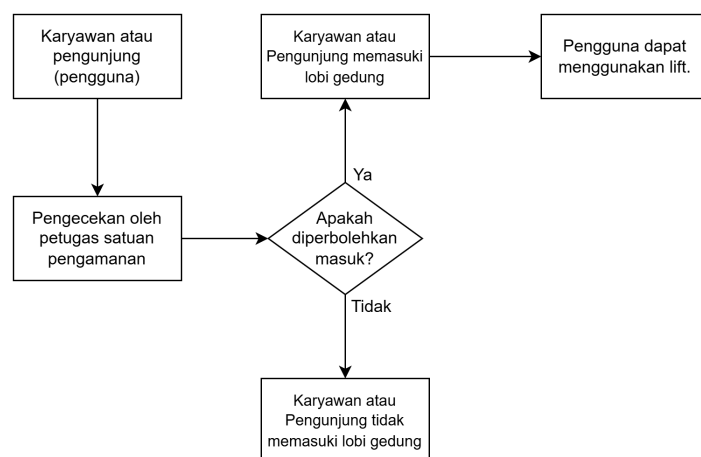 Karyawan atau
pengunjung
(pengguna)
Pengecekan oleh
petugas satuan
pengamanan
Apakah
diperbolehkan
masuk?
Ya
Karyawan atau
Pengunjung memasuki
lobi gedung
Pengguna dapat
menggunakan lift.
Tidak
Karyawan atau
Pengunjung tidak
memasuki lobi gedung